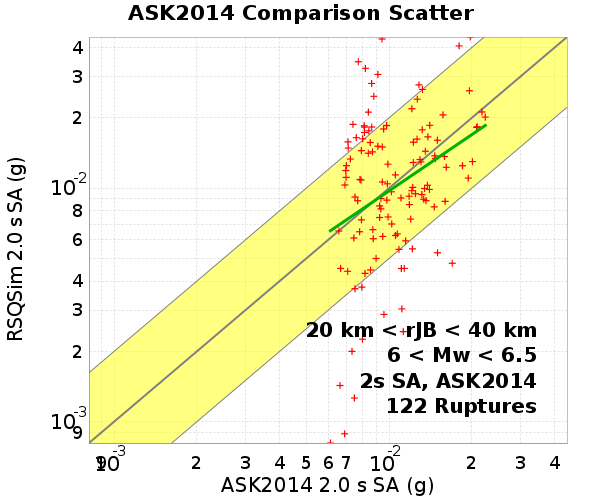 ASK2014 Comparison Scatter
RSQSim 2.0 s SA (g)
4
3
2
10-2
8
6
4
3
2
10-3
9
20 km < rJB < 40 km
6 < Mw < 6.5
2s SA, ASK2014
122 Ruptures
9 10-3 2 3 4 5 6 7 10-2 2 3 4
ASK2014 2.0 s SA (g)